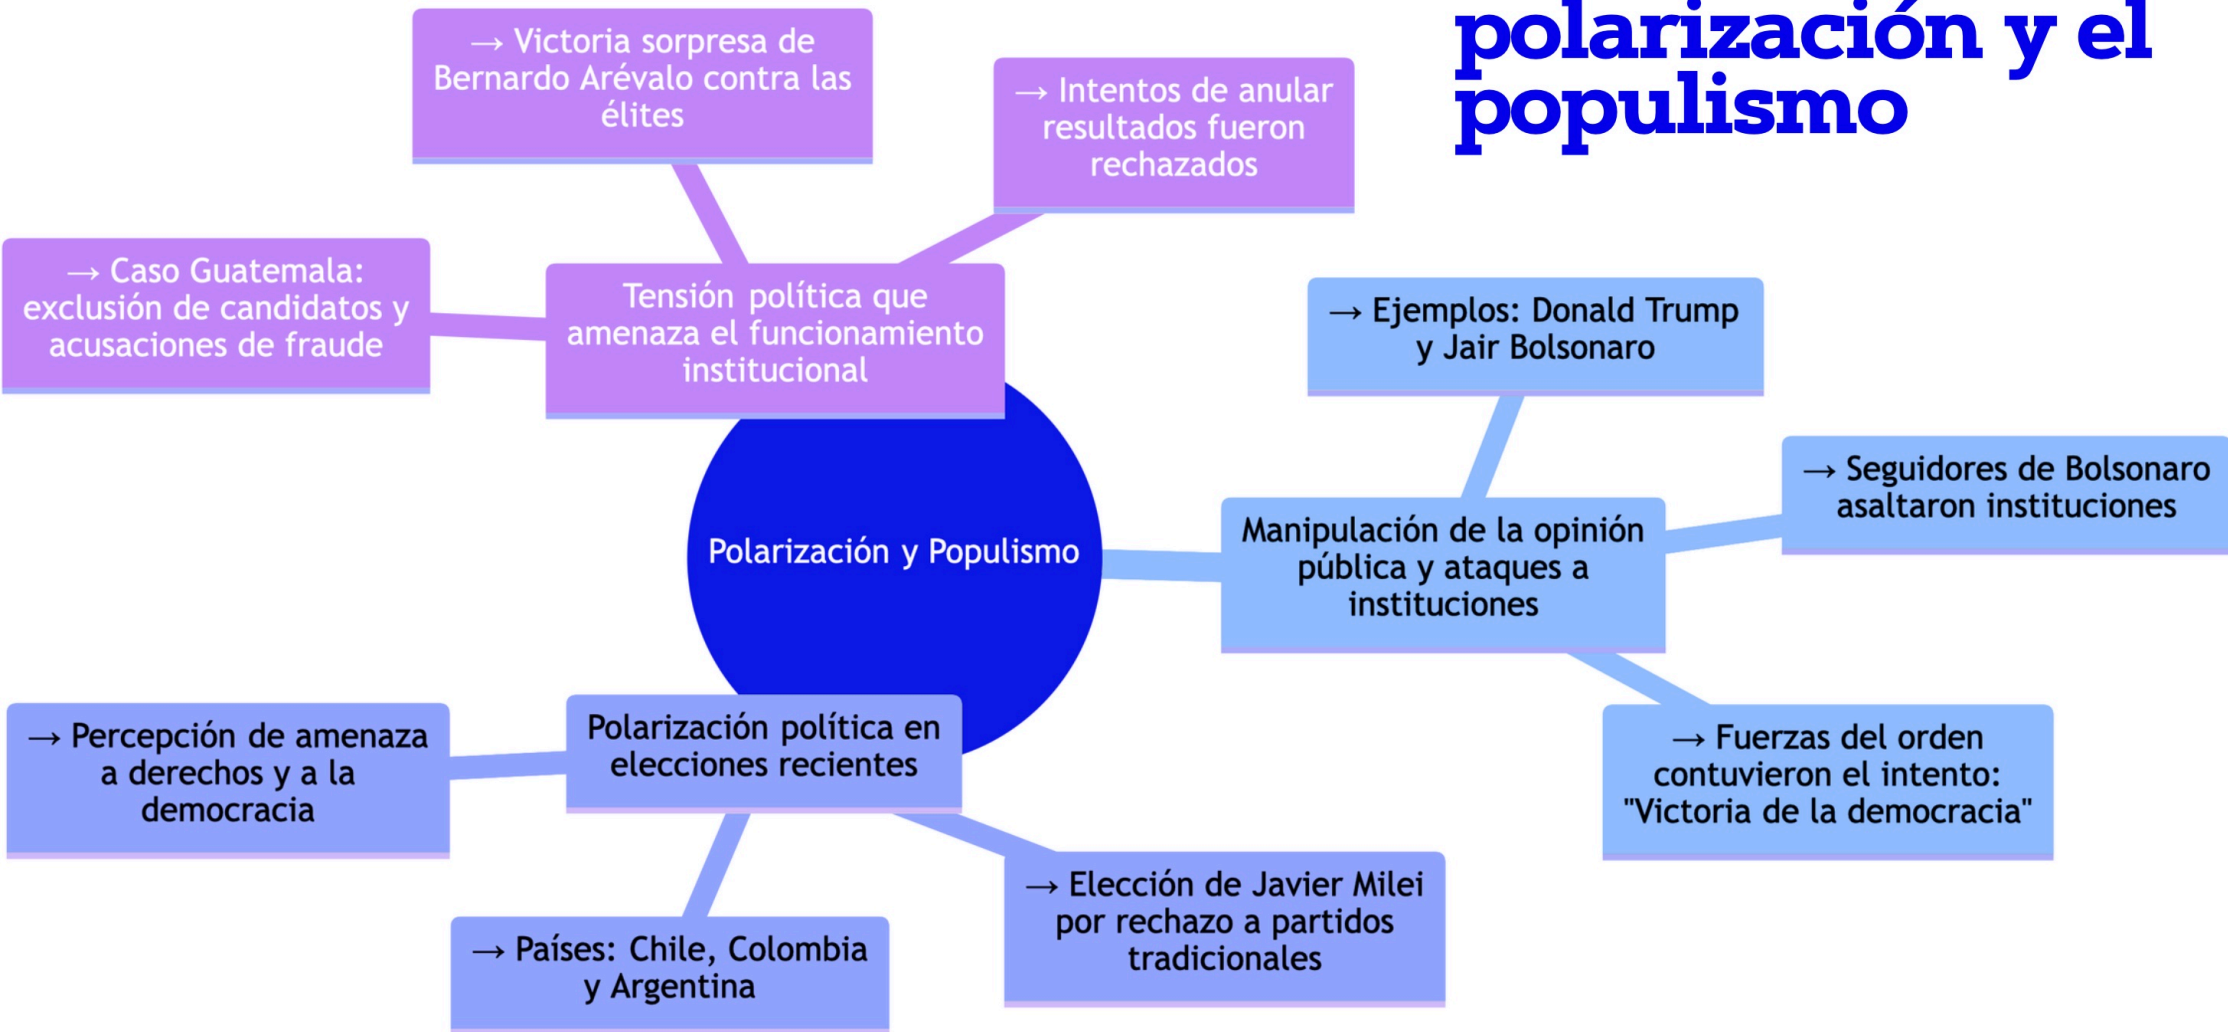 polarización y el
populismo
→ Victoria sorpresa de
Bernardo Arévalo contra las
élites
→ Intentos de anular
resultados fueron
rechazados
→ Caso Guatemala:
exclusión de candidatos y
acusaciones de fraude
Tensión política que
amenaza el funcionamiento
institucional
→ Ejemplos: Donald Trump
y Jair Bolsonaro
→ Seguidores de Bolsonaro
asaltaron instituciones
Manipulación de la opinión
pública y ataques a
instituciones
Polarización y Populismo
→ Fuerzas del orden
contuvieron el intento:
"Victoria de la democracia"
Polarización política en
elecciones recientes
→ Percepción de amenaza
a derechos y a la
democracia
→ Elección de Javier Milei
por rechazo a partidos
tradicionales
→ Países: Chile, Colombia
y Argentina